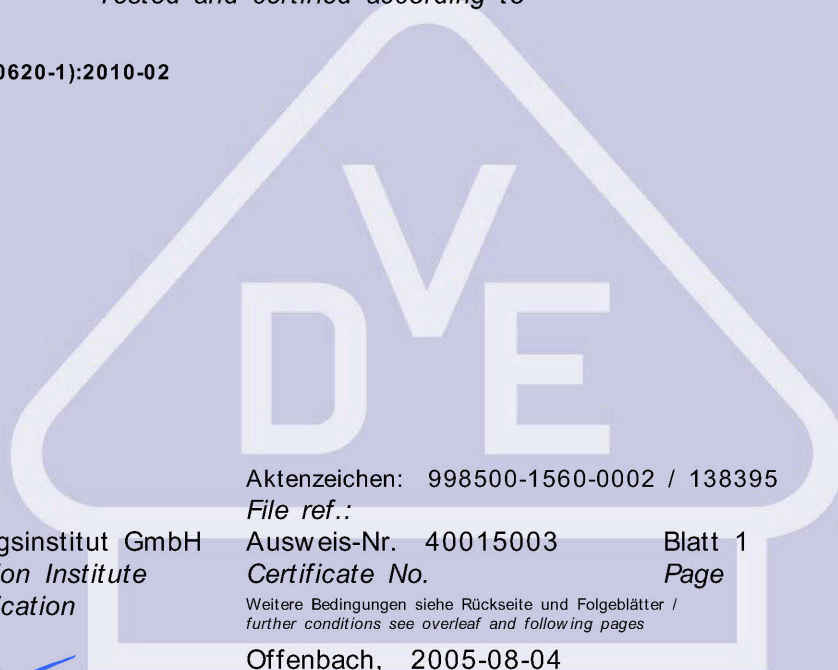 Tested and certified according to
0620-1):2010-02
VDE
Aktenzeichen: 998500-1560-0002 / 138395
File ref.:
gsinstitut GmbH Ausweis-Nr. 40015003 Blatt 1
on Institute Certificate No. Page
ication
Weitere Bedingungen siehe Rückseite und Folgeblätter /
further conditions see overleaf and following pages
Offenbach, 2005-08-04